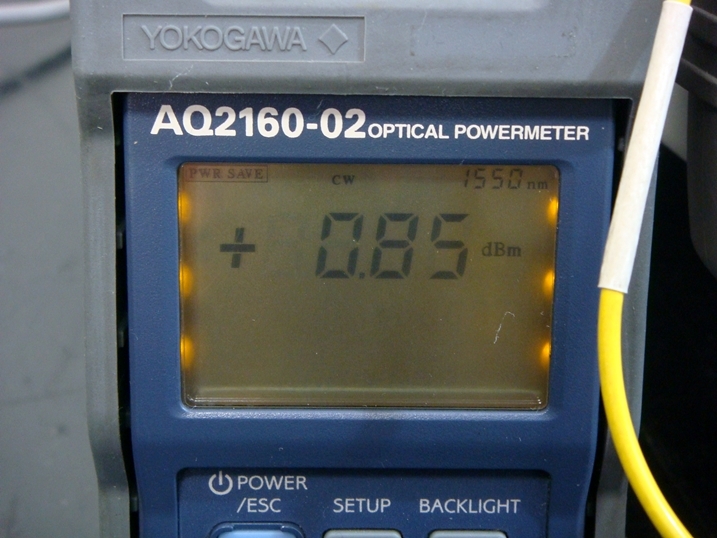 YOKOGAWA
AQ2160-02 OPTICAL POWERMETER
PWR SAVE CW 1550 nm
+ 0.85 dBm
POWER
/ESC SETUP BACKLIGHT